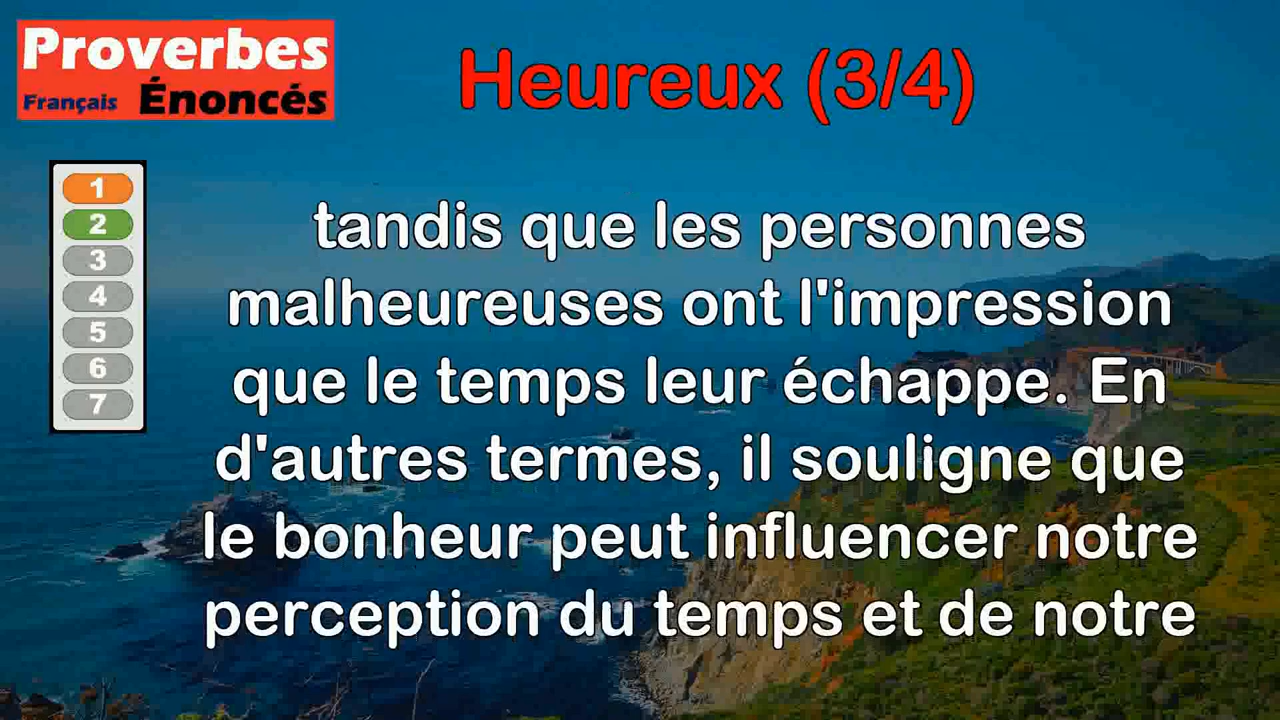 Proverbes
Français Énoncés
Heureux (3/4)
1
2
3
4
5
6
7
tandis que les personnes
malheureuses ont l'impression
que le temps leur échappe. En
d'autres termes, il souligne que
le bonheur peut influencer notre
perception du temps et de notre